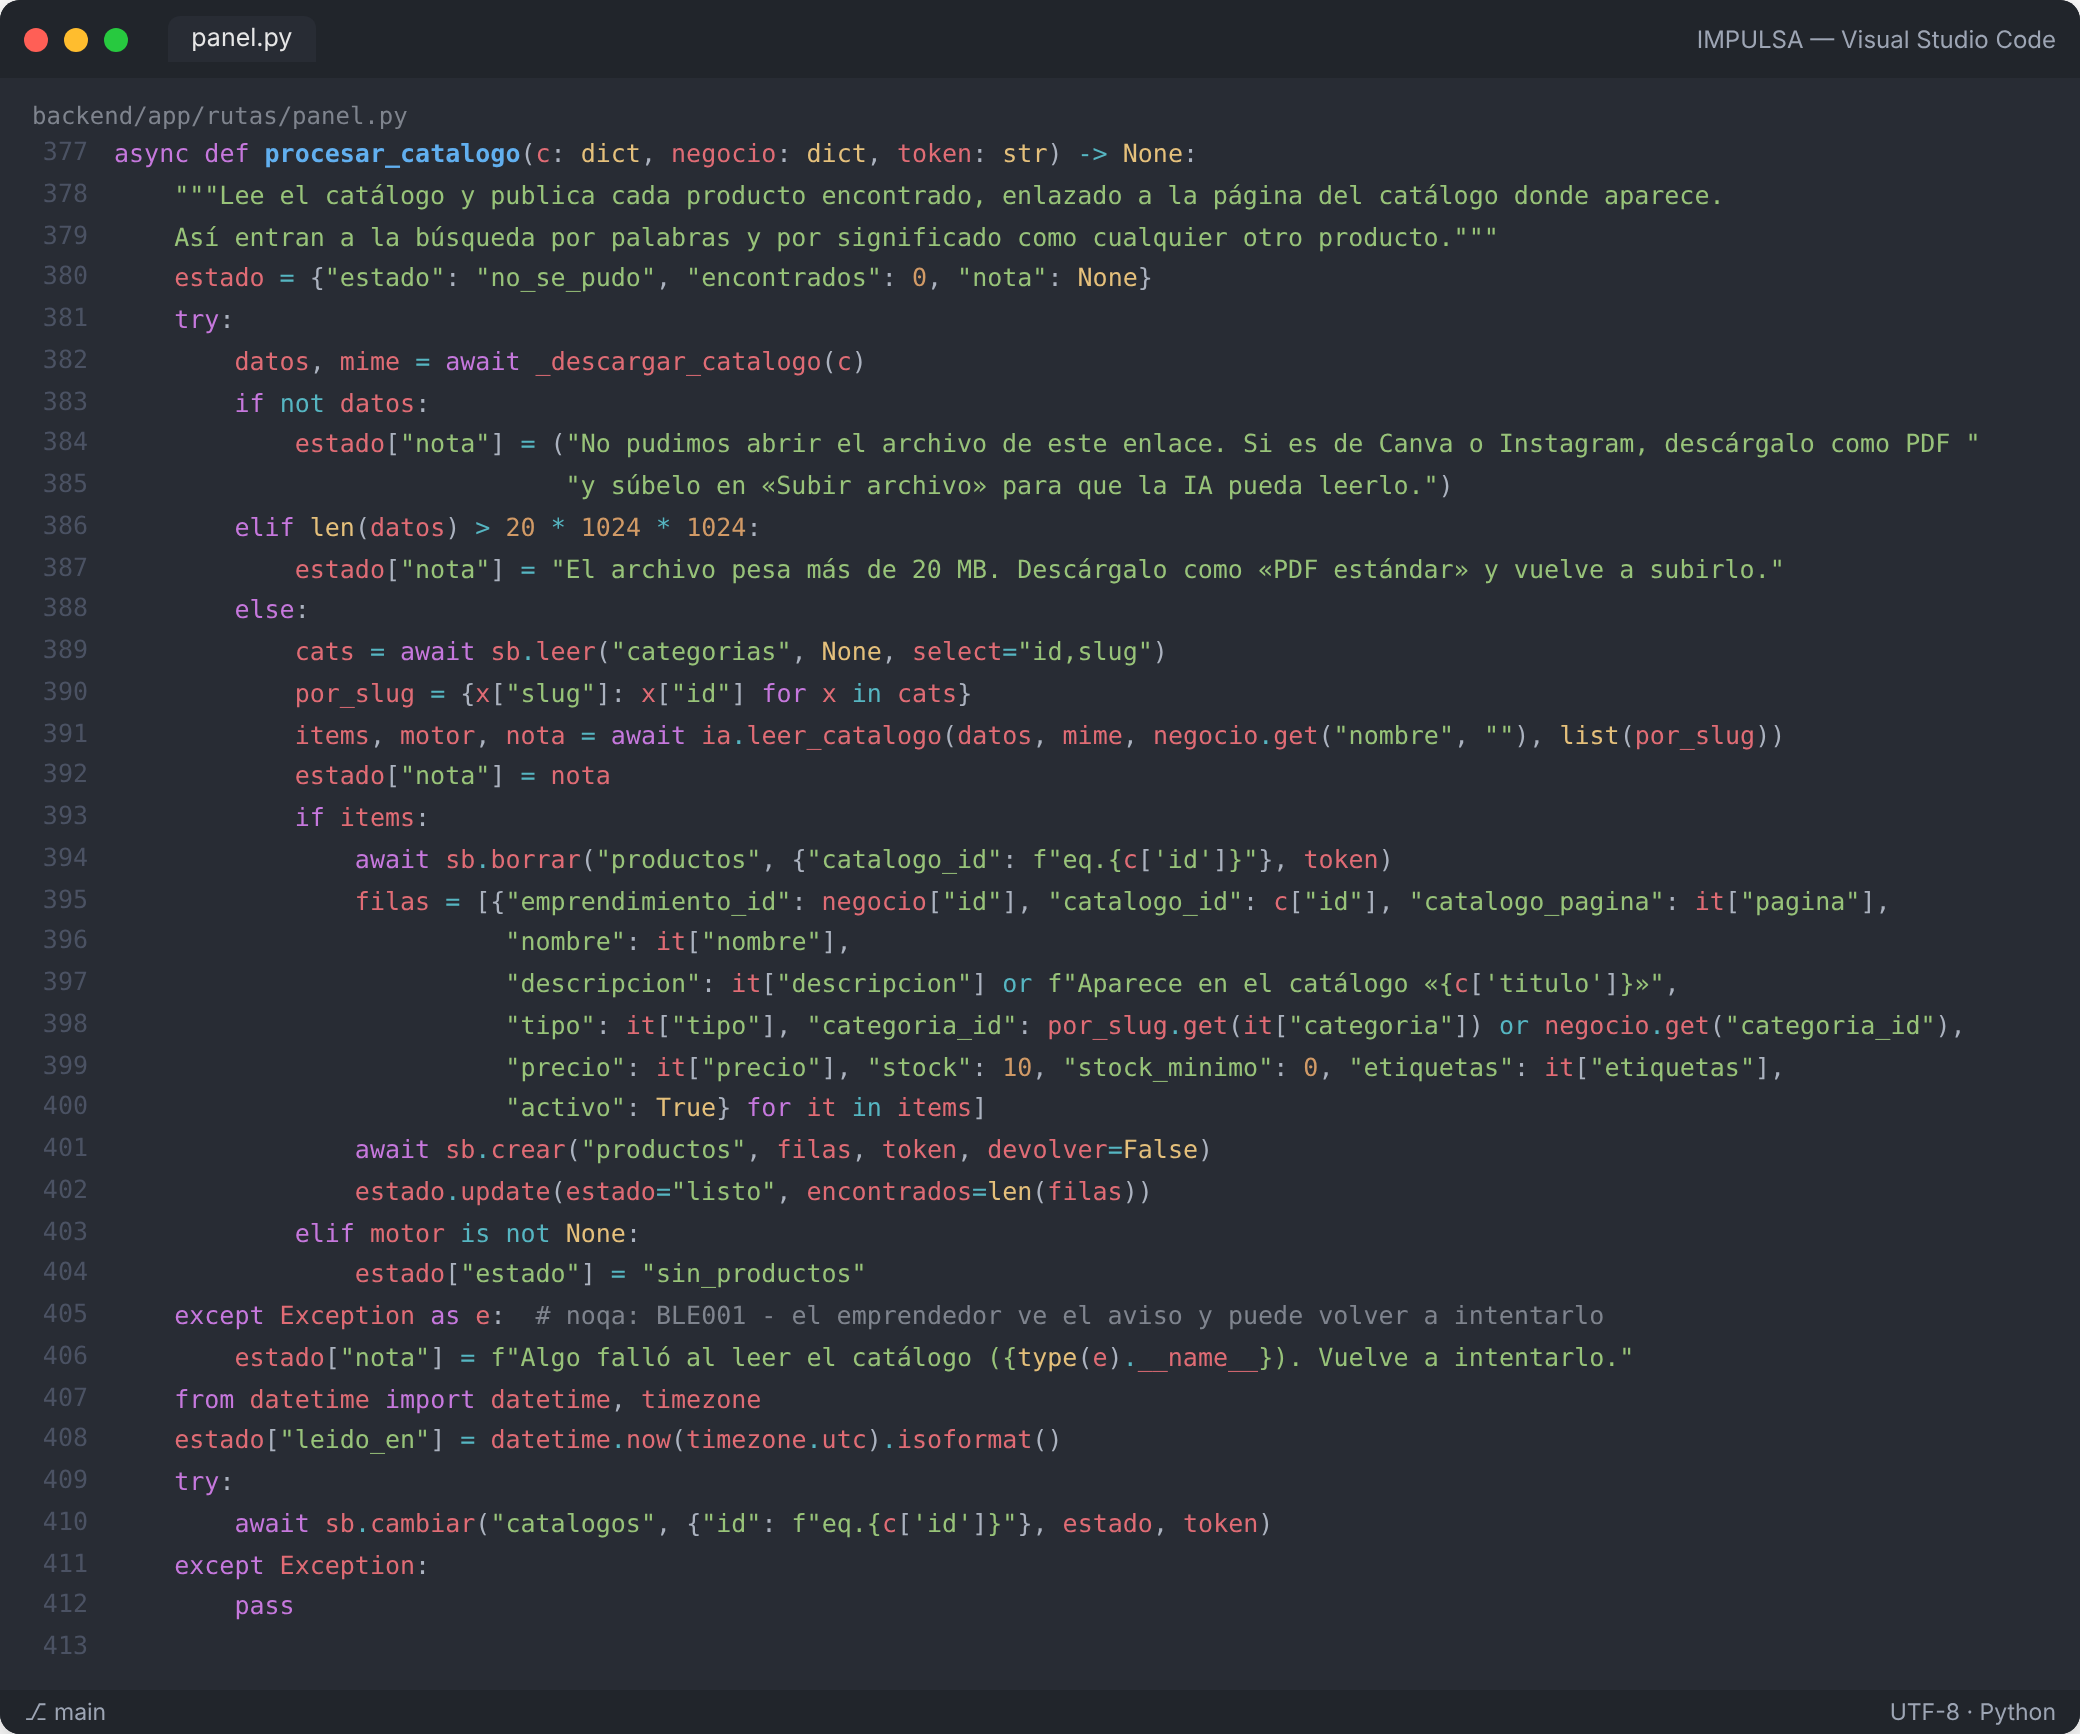 panel.py
IMPULSA — Visual Studio Code
backend/app/rutas/panel.py
377 async def procesar_catalogo(c: dict, negocio: dict, token: str) -> None:
378     """Lee el catálogo y publica cada producto encontrado, enlazado a la página del catálogo donde aparece.
379     Así entran a la búsqueda por palabras y por significado como cualquier otro producto."""
380     estado = {"estado": "no_se_pudo", "encontrados": 0, "nota": None}
381     try:
382         datos, mime = await _descargar_catalogo(c)
383         if not datos:
384             estado["nota"] = ("No pudimos abrir el archivo de este enlace. Si es de Canva o Instagram, descárgalo como PDF "
385                               "y súbelo en «Subir archivo» para que la IA pueda leerlo.")
386         elif len(datos) > 20 * 1024 * 1024:
387             estado["nota"] = "El archivo pesa más de 20 MB. Descárgalo como «PDF estándar» y vuelve a subirlo."
388         else:
389             cats = await sb.leer("categorias", None, select="id,slug")
390             por_slug = {x["slug"]: x["id"] for x in cats}
391             items, motor, nota = await ia.leer_catalogo(datos, mime, negocio.get("nombre", ""), list(por_slug))
392             estado["nota"] = nota
393             if items:
394                 await sb.borrar("productos", {"catalogo_id": f"eq.{c['id']}"}, token)
395                 filas = [{"emprendimiento_id": negocio["id"], "catalogo_id": c["id"], "catalogo_pagina": it["pagina"],
396                           "nombre": it["nombre"],
397                           "descripcion": it["descripcion"] or f"Aparece en el catálogo «{c['titulo']}»",
398                           "tipo": it["tipo"], "categoria_id": por_slug.get(it["categoria"]) or negocio.get("categoria_id"),
399                           "precio": it["precio"], "stock": 10, "stock_minimo": 0, "etiquetas": it["etiquetas"],
400                           "activo": True} for it in items]
401                 await sb.crear("productos", filas, token, devolver=False)
402                 estado.update(estado="listo", encontrados=len(filas))
403             elif motor is not None:
404                 estado["estado"] = "sin_productos"
405     except Exception as e:  # noqa: BLE001 - el emprendedor ve el aviso y puede volver a intentarlo
406         estado["nota"] = f"Algo falló al leer el catálogo ({type(e).__name__}). Vuelve a intentarlo."
407     from datetime import datetime, timezone
408     estado["leido_en"] = datetime.now(timezone.utc).isoformat()
409     try:
410         await sb.cambiar("catalogos", {"id": f"eq.{c['id']}"}, estado, token)
411     except Exception:
412         pass
413
⎇ main
UTF-8 · Python